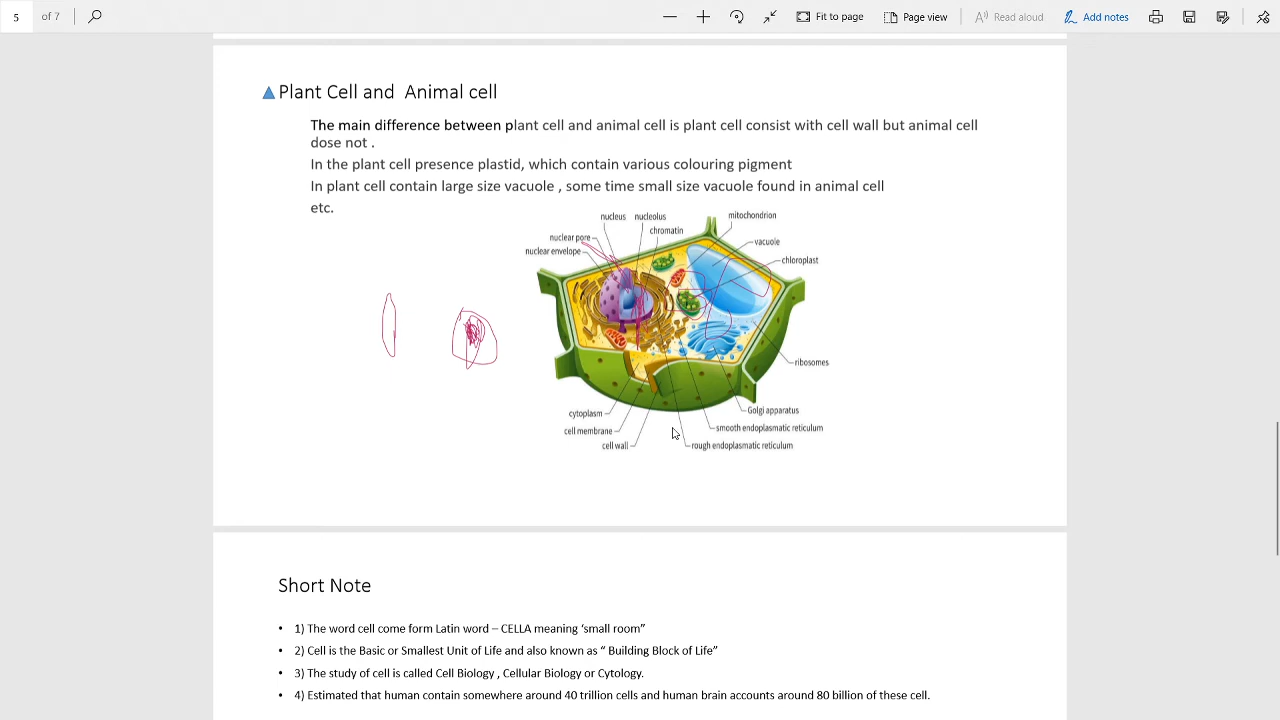 5 of 7 Fit to page Page view Read aloud Add notes
Plant Cell and Animal cell
The main difference between plant cell and animal cell is plant cell consist with cell wall but animal cell
dose not .
In the plant cell presence plastid, which contain various colouring pigment
In plant cell contain large size vacuole , some time small size vacuole found in animal cell
etc.
nucleus nucleolus mitochondrion
chromatin
nuclear pore vacuole
nuclear envelope
chloroplast
ribosomes
cytoplasm Golgi apparatus
cell membrane smooth endoplasmatic reticulum
cell wall rough endoplasmatic reticulum
Short Note
• 1) The word cell come form Latin word – CELLA meaning ‘small room”
• 2) Cell is the Basic or Smallest Unit of Life and also known as “ Building Block of Life”
• 3) The study of cell is called Cell Biology , Cellular Biology or Cytology.
• 4) Estimated that human contain somewhere around 40 trillion cells and human brain accounts around 80 billion of these cell.